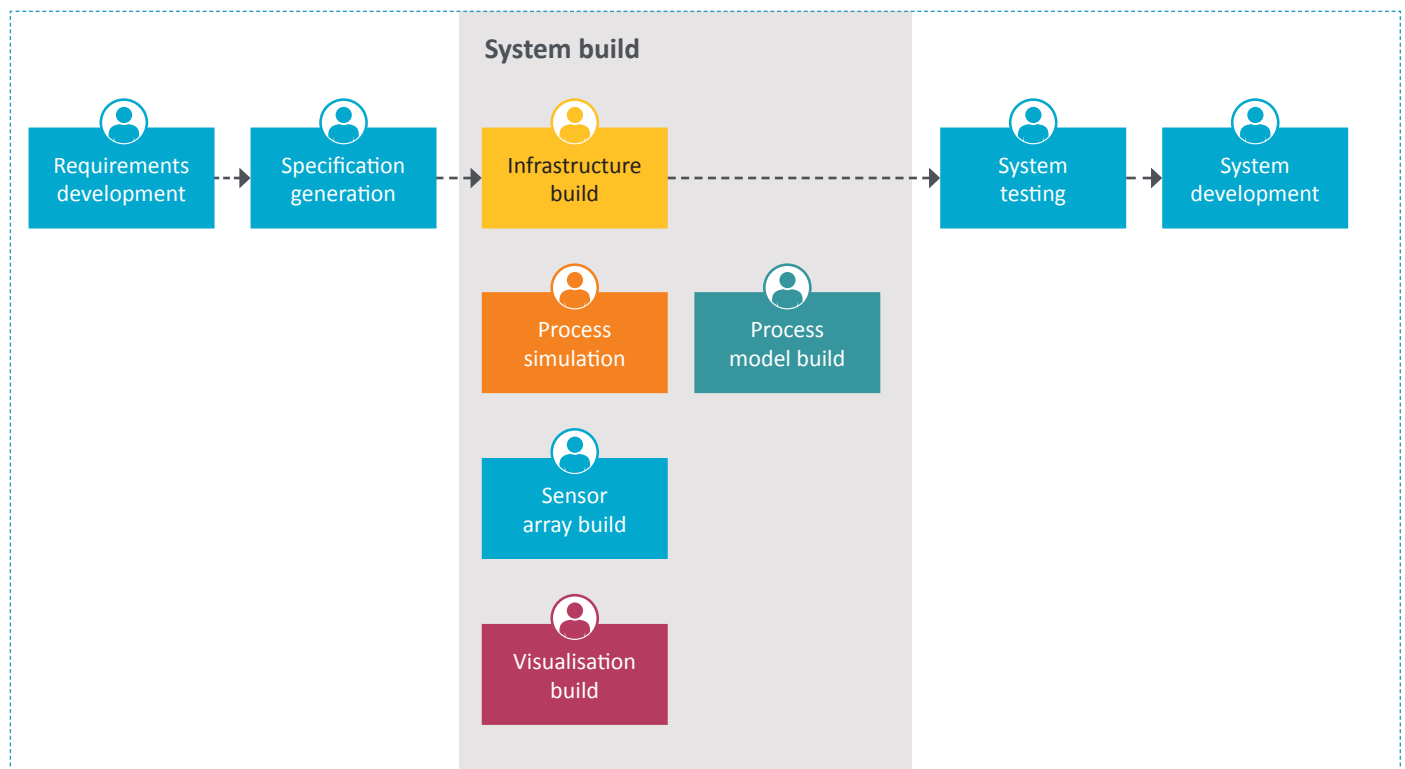 System build
Requirements
development
Specification
generation
Infrastructure
build
System
testing
System
development
Process
simulation
Process
model build
Sensor
array build
Visualisation
build